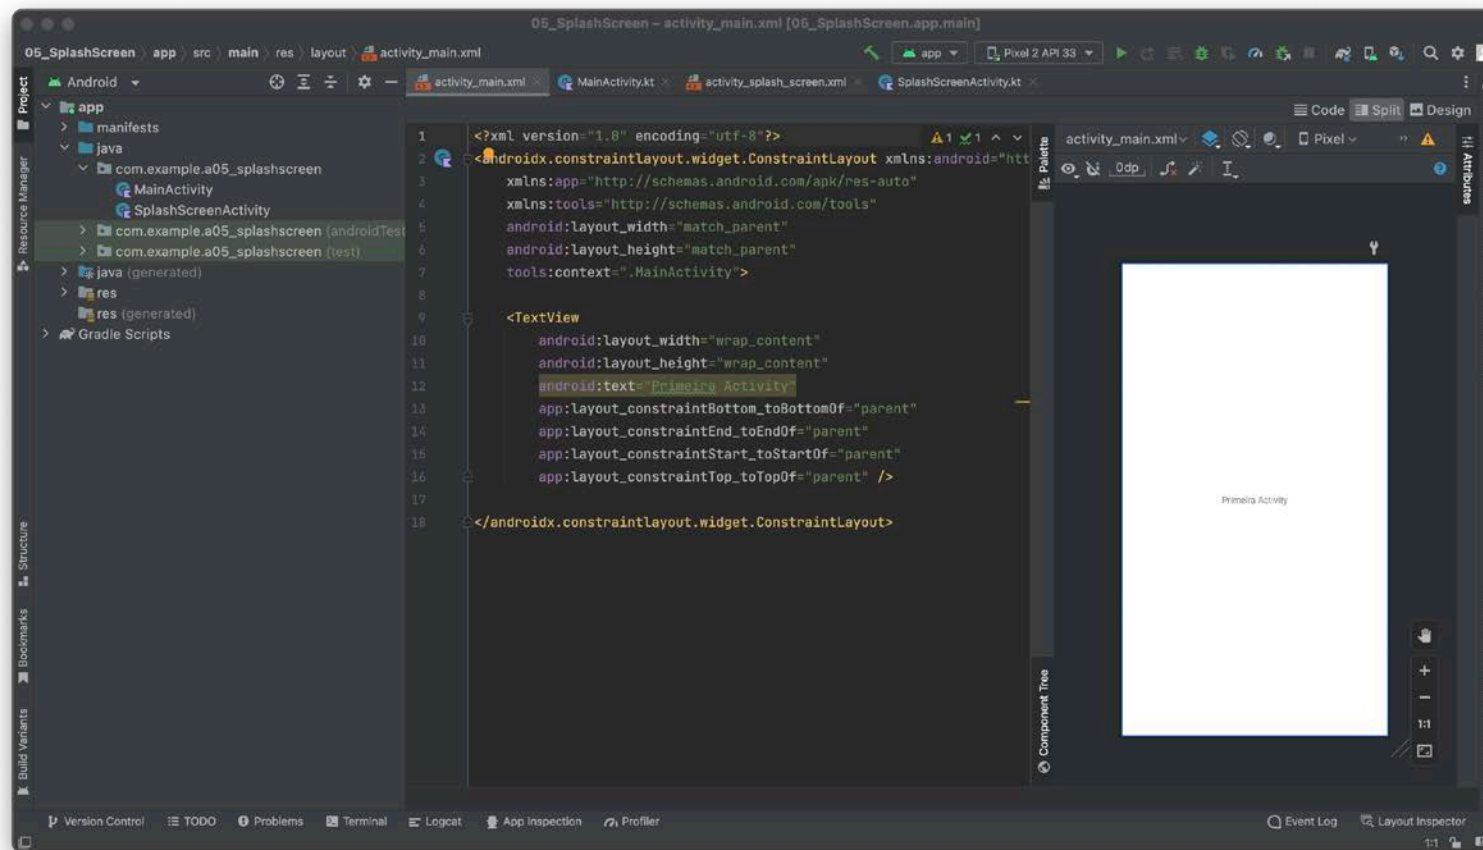 05_SplashScreen – activity_main.xml [05_SplashScreen.app.main]
05_SplashScreen app src main res layout activity_main.xml
app Pixel 2 API 33
Project
Android
activity_main.xml MainActivity.kt activity_splash_screen.xml SplashScreenActivity.kt
Code Split Design
app
manifests
java
com.example.a05_splashscreen
MainActivity
SplashScreenActivity
com.example.a05_splashscreen (androidTest
com.example.a05_splashscreen (test)
java (generated)
res
res (generated)
Gradle Scripts
Resource Manager
Structure
Bookmarks
Build Variants
1 <?xml version="1.0" encoding="utf-8"?>
2 <androidx.constraintlayout.widget.ConstraintLayout xmlns:android="htt
3 xmlns:app="http://schemas.android.com/apk/res-auto"
4 xmlns:tools="http://schemas.android.com/tools"
5 android:layout_width="match_parent"
6 android:layout_height="match_parent"
7 tools:context=".MainActivity">
8
9 <TextView
10 android:layout_width="wrap_content"
11 android:layout_height="wrap_content"
12 android:text="Primeira Activity"
13 app:layout_constraintBottom_toBottomOf="parent"
14 app:layout_constraintEnd_toEndOf="parent"
15 app:layout_constraintStart_toStartOf="parent"
16 app:layout_constraintTop_toTopOf="parent" />
17
18 </androidx.constraintlayout.widget.ConstraintLayout>
1 1
Palette
Component Tree
activity_main.xml Pixel
0dp
Attributes
Primeira Activity
1:1
Version Control TODO Problems Terminal Logcat App Inspection Profiler Event Log Layout Inspector
1:1